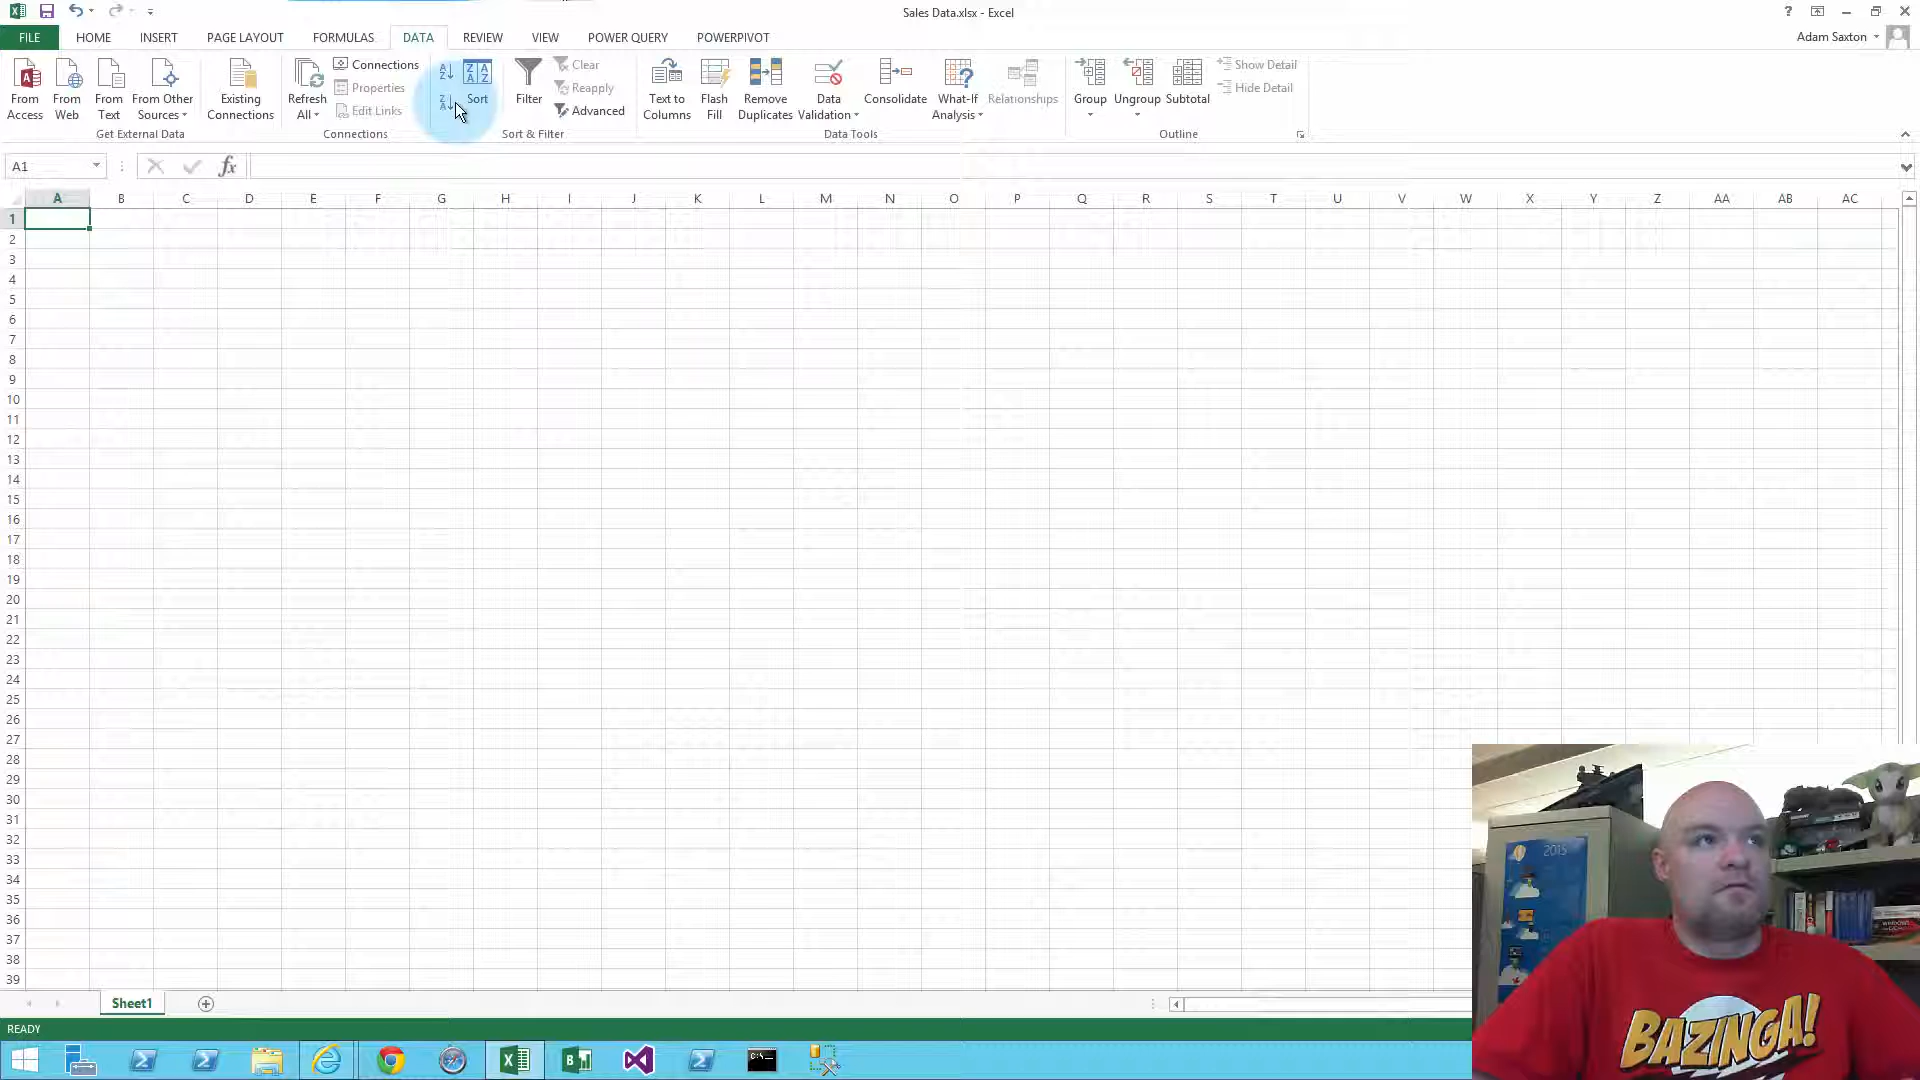 Sales Data.xlsx - Excel
?
FILE HOME INSERT PAGE LAYOUT FORMULAS DATA REVIEW VIEW POWER QUERY POWERPIVOT
Adam Saxton
From Access
From Web
From Text
From Other Sources
Get External Data
Existing Connections
Refresh All
Connections
Properties
Edit Links
Connections
Sort
Filter
Clear
Reapply
Advanced
Sort & Filter
Text to Columns
Flash Fill
Remove Duplicates
Data Validation
Consolidate
What-If Analysis
Relationships
Data Tools
Group
Ungroup
Subtotal
Show Detail
Hide Detail
Outline
A1
fx
A B C D E F G H I J K L M N O P Q R S T U V W X Y Z AA AB AC
1
2
3
4
5
6
7
8
9
10
11
12
13
14
15
16
17
18
19
20
21
22
23
24
25
26
27
28
29
30
31
32
33
34
35
36
37
38
39
2015
BAZINGA!
Sheet1
READY